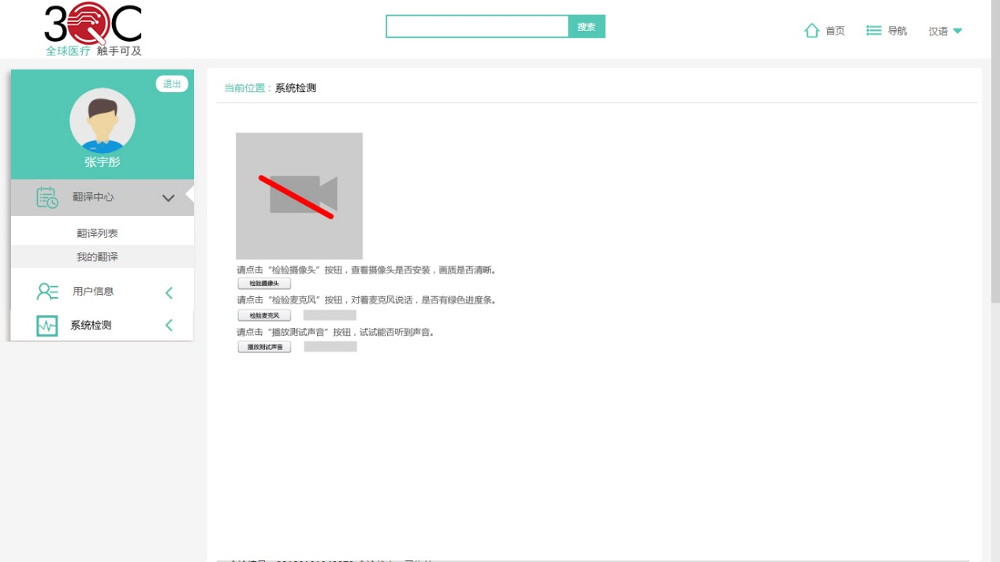 3QC
全球医疗 触手可及
搜索
首页
导航
汉语
退出
张宇彤
翻译中心
翻译列表
我的翻译
用户信息
系统检测
当前位置：系统检测
请点击“检验摄像头”按钮，查看摄像头是否安装，画质是否清晰。
检验摄像头
请点击“检验麦克风”按钮，对着麦克风说话，是否有绿色进度条。
检验麦克风
请点击“播放测试声音”按钮，试试能否听到声音。
播放测试声音